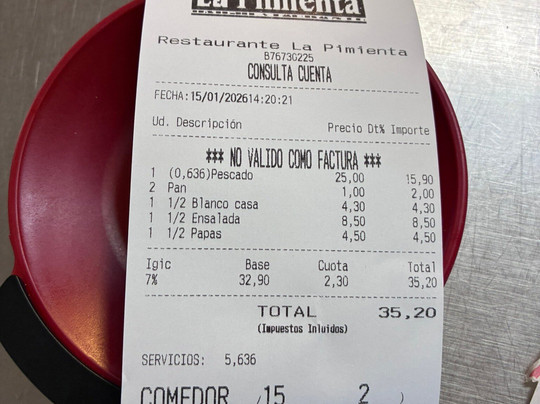 La Pimienta
Restaurante La Pimienta
B76730225
CONSULTA CUENTA
FECHA:15/01/202614:20:21
Ud. Descripción Precio Dt% Importe
*** NO VALIDO COMO FACTURA ***
1 (0,636)Pescado 25,00 15,90
2 Pan 1,00 2,00
1 1/2 Blanco casa 4,30 4,30
1 1/2 Ensalada 8,50 8,50
1 1/2 Papas 4,50 4,50
Igic Base Cuota Total
7% 32,90 2,30 35,20
TOTAL 35,20
(Impuestos Inluidos)
SERVICIOS: 5,636
COMEDOR (15 2 )